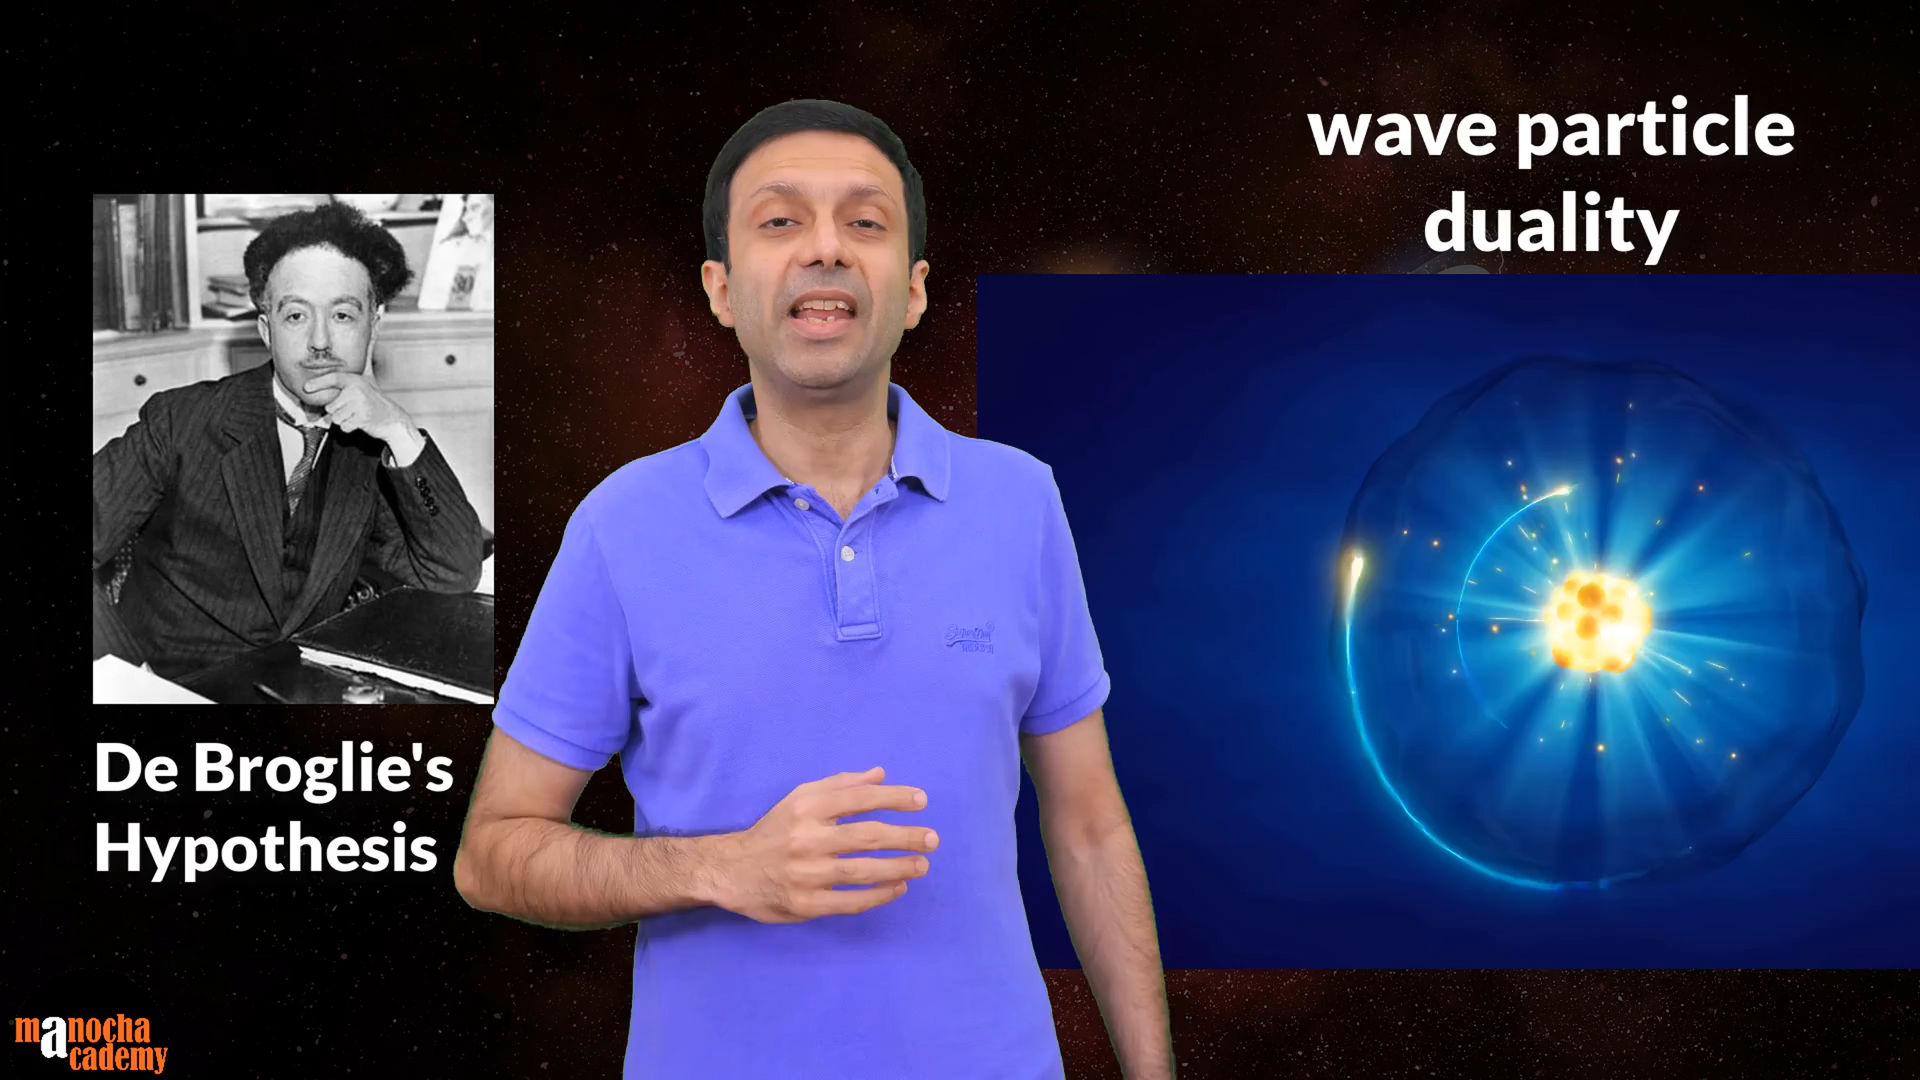 wave particle
duality
De Broglie's
Hypothesis
manocha
academy